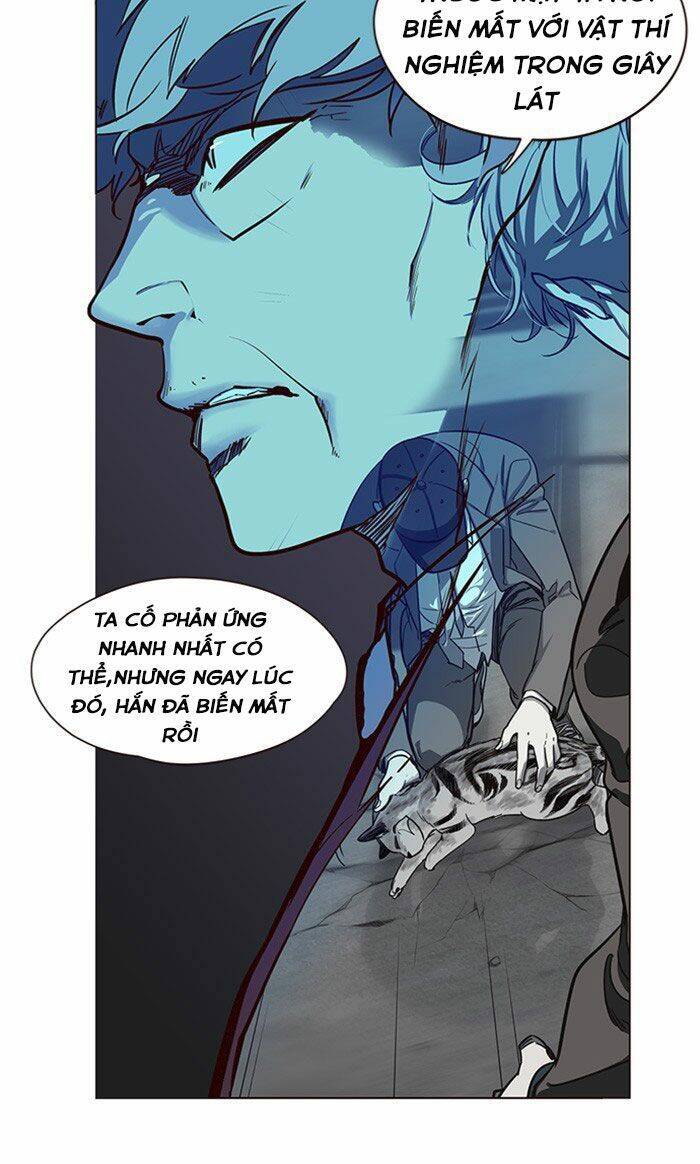 BIẾN MẤT VỚI VẬT THÍ
NGHIỆM TRONG GIÂY
LÁT
TA CỐ PHẢN ỨNG
NHANH NHẤT CÓ
THỂ,NHƯNG NGAY LÚC
ĐÓ, HẮN ĐÃ BIẾN MẤT
RỒI